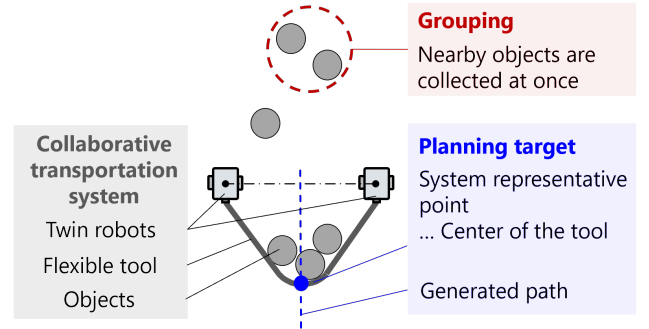 Grouping
Nearby objects are
collected at once
Collaborative
transportation
system
Twin robots
Flexible tool
Objects
Planning target
System representative
point
... Center of the tool
Generated path